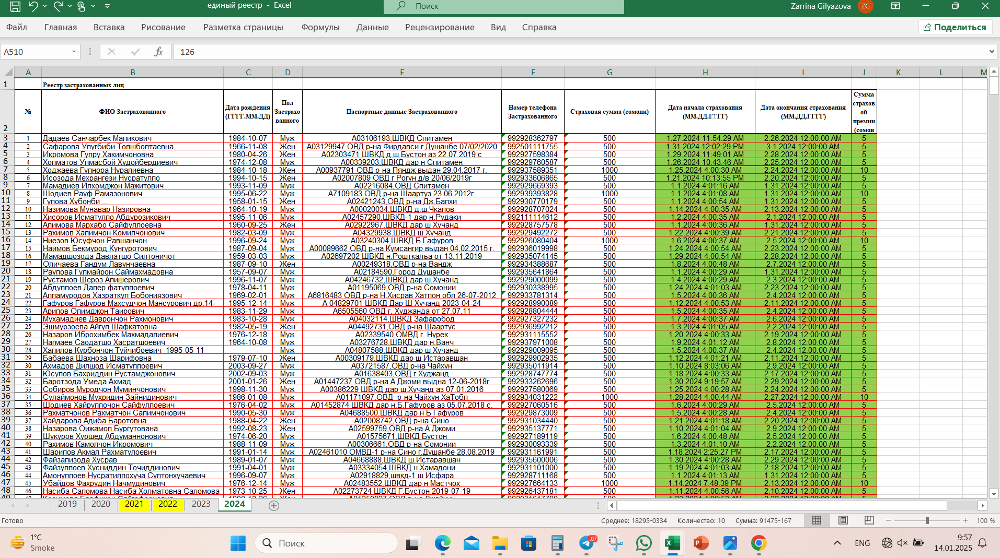 единый реестр - Excel
Поиск
Zarrina Gilyazova ZG
Файл Главная Вставка Рисование Разметка страницы Формулы Данные Рецензирование Вид Справка Поделиться
A510 fx 126
A B C D E F G H I J K L M
1 Реестр застрахованных лиц
2 № ФИО Застрахованного Дата рождения (ГГГГ.ММ.ДД) Пол Застрахо ванного Паспортные данные Застрахованного Номер телефона Застрахованного Страховая сумма (сомони) Дата начала страхования (ММ.ДД.ГГГГ) Дата окончания страхования (ММ.ДД.ГГГГ) Сумма страхов ой премии (сомон
3 1 Дадаев Санчарбек Маликович 1984-10-07 Муж А03106193,ШВКД Спитамен 992928362797 500 1.27.2024 11:54:29 AM 2.26.2024 12:00:00 AM 5
4 2 Сафарова Улугбиби Толшболтаевна 1966-11-08 Жен А03129947 ОВД р-на Фирдавси г.Душанбе 07/02/2020 992501111755 500 1.31.2024 12:02:29 PM 3.1.2024 12:00:00 AM 5
5 3 Икромова Гулру Хакимчоновна 1980-04-26 Жен А02303471 ШВКД д.ш.Бустон аз 22.07.2019 с 992927598384 500 1.29.2024 11:49:01 AM 2.28.2024 12:00:00 AM 5
6 4 Холматов Улмасбой Худойбердиевич 1974-12-08 Муж А00339203,ШВКД дар н Спитамен 992929760587 500 1.26.2024 10:43:46 AM 2.25.2024 12:00:00 AM 5
7 5 Ходжаева Гулнора Нуралиевна 1984-10-18 Жен А00937791 ОВД р-на Пяндж выдан 29.04.2017 г. 992937589351 1000 1.25.2024 4:00:30 AM 2.24.2024 12:00:00 AM 10
8 6 Исозода Мехрангези Нусратулло 1994-10-15 Жен А02007809 ОВД г Рогун д/в 20/06/2019г 992933606865 500 1.21.2024 10:13:55 PM 2.20.2024 12:00:00 AM 5
9 7 Мамадиев Илхомджон Мажитович 1993-11-09 Муж А02216084,ОВД Спитамен 992929669393 500 1.1.2024 4:01:16 AM 1.31.2024 12:00:00 AM 5
10 8 Шодиев Рауф Рамазонович 1995-06-22 Муж А7109183 ОВД р-на Шаартуз 23.06.2012г. 992939393828 1000 1.1.2024 4:01:08 AM 1.31.2024 12:00:00 AM 10
11 9 Гулова Хубонби ... 1958-01-15 Жен А02421243,ОВД р-на Дж.Балхи 992930770179 500 1.1.2024 4:00:54 AM 1.31.2024 12:00:00 AM 5
12 10 Назимова Мунавар Назировна 1964-10-19 Муж А00020034,ШВКД д.ш.Чкалов 992928707024 500 1.14.2024 4:00:35 AM 2.13.2024 12:00:00 AM 5
13 11 Хисоров Исматулло Абдурозикович 1995-11-06 Муж А02457290,ШВКД-1 дар н.Рудаки 992111114612 500 1.2.2024 4:00:35 AM 2.1.2024 12:00:00 AM 5
14 12 Алимова Мархабо Сайфуллоевна 1960-09-25 Жен А02922967,ШВКД дар ш Хучанд 992928757578 500 1.1.2024 4:00:36 AM 1.31.2024 12:00:00 AM 5
15 13 Рахимов Халимчон Комилчонович 1982-03-09 Муж А04329938,ШВКД ш.Хучанд 992929492272 500 1.22.2024 4:00:39 AM 2.21.2024 12:00:00 AM 5
16 14 Ниезов Юсуфчон Равшанчон 1996-09-24 Муж А03240304,ШВКД Б.Гафуров 992926080404 1000 1.6.2024 4:00:37 AM 2.5.2024 12:00:00 AM 10
17 15 Наимов Бекмурод Кунгуротович 1987-09-04 Муж А00089662 ОВД р-на Кумсангир выдан 04,02,2015 г. 992936019998 500 1.24.2024 4:00:54 AM 2.23.2024 12:00:00 AM 5
18 16 Мамадшозода Давлатшо Силтоничот 1959-03-03 Муж А02697202 ШВКД н.Рошткалъа от 13,11,2019 992935074145 500 1.29.2024 4:00:54 AM 2.28.2024 12:00:00 AM 5
19 17 Оличаева Гандум Лавунчаевна 1987-09-10 Жен А00249318,ОВД р-на Вандж 992934388687 500 1.8.2024 4:00:48 AM 2.7.2024 12:00:00 AM 5
20 18 Раупова Гулмайрон Саймахмадовна 1957-09-07 Муж А02184590,Город Душанбе 992935641864 500 1.1.2024 4:00:29 AM 1.31.2024 12:00:00 AM 5
21 19 Рустамов Шероз Алишерович 1996-11-07 Муж А04246732,ШВКД дар ш.Хучанд 992929000099 500 1.4.2024 4:00:29 AM 2.3.2024 12:00:00 AM 5
22 20 Абдуллоев Далер фатуллоевич 1978-04-11 Муж А01195069,ОВД р-на Сомонии 992930338995 500 1.24.2024 4:01:03 AM 2.23.2024 12:00:00 AM 5
23 21 Алламуродов Хазраткул Бобониязович 1969-02-01 Муж А6816483 ОВД р-на Н.Хисрав Хатлон обл 26-07-2012 992933781314 500 1.5.2024 4:00:36 AM 2.4.2024 12:00:00 AM 5
24 22 Гафуров Гафуров Махсудчон Мансурович др.14- 1995-12-14 Муж А 04829701 ШВКД Дар Ш Хучанд 2023-04-24 992928990089 500 1.12.2024 4:00:53 AM 2.11.2024 12:00:00 AM 5
25 23 Арипов Олимджон Таирович 1983-11-29 Муж А6505560 ОВД г. Худжанда от 27.07.11 992928804444 500 1.5.2024 4:00:35 AM 2.4.2024 12:00:00 AM 5
26 24 Мухамадиев Даврончон Рахмонович 1983-10-28 Муж А04032114,ШВКД Зафаробод 992927327232 500 1.7.2024 4:00:37 AM 2.6.2024 12:00:00 AM 5
27 25 Эшмурзоева Айгул Шафкатовна 1982-05-19 Жен А04492731,ОВД р-на Шаартус 992936992212 500 1.3.2024 4:01:05 AM 2.2.2024 12:00:00 AM 5
28 26 Назаров Иброхимбек Махмадалиевич 1976-12-18 Муж А02339540,ОМВД г. Нурек 992931115552 500 1.20.2024 4:00:33 AM 2.19.2024 12:00:00 AM 5
29 27 Нагмаев Саодатшо Хасратшоевич 1964-10-08 Муж А03276728,ШВКД дар н.Ванч 992937971008 500 1.9.2024 4:01:12 AM 2.8.2024 12:00:00 AM 5
30 28 Халилов Курбончон Туйчибоевич 1995-05-11 Муж А04807588,ШВКД дар ш Хучанд 992929009095 500 1.5.2024 4:00:37 AM 2.4.2024 12:00:00 AM 5
31 29 Бабаева Шахноза Шарифовна 1979-07-10 Жен А00309179,ШВКД дар ш Истаравшан 992929902935 500 1.12.2024 4:01:21 AM 2.11.2024 12:00:00 AM 5
32 30 Ахмадов Дилшод Исматуллоевич 2003-09-27 Муж А03721587,ОВД р-на Чайхун 992935011914 500 1.10.2024 8:03:06 AM 2.9.2024 12:00:00 AM 5
33 31 Юсупов Бахриддин Рустамджонович 2002-09-03 Муж А01638403,ОВД г Худжанд 992928747774 500 1.18.2024 4:00:33 AM 2.17.2024 12:00:00 AM 5
34 32 Баротзода Умеда Ахмад 2001-01-26 Жен А01447237 ОВД р-на А Джоми выдна 12-06-2018г 992933262696 500 1.30.2024 9:19:57 AM 2.29.2024 12:00:00 AM 5
35 33 Собиров Муродчон Муминчонович 1998-11-30 Муж А00386229 ШВКД дар ш.Хучанд аз 07.01.2016 992927580069 500 1.25.2024 4:00:28 AM 2.24.2024 12:00:00 AM 5
36 34 Сулаймонов Мухридин Зайнидинович 1986-01-08 Муж А01171097,ОВД р-на Чайхун ХаТобл 992934031222 1000 1.28.2024 4:00:44 AM 2.27.2024 12:00:00 AM 10
37 35 Шодиев Хайруллочон Сайфуллоевич 1976-04-02 Муж А01452874 ШВКД дар н.Б.Гафуров аз 05.07.2018 с. 992927060516 500 1.6.2024 4:00:29 AM 2.5.2024 12:00:00 AM 5
38 36 Рахматчонов Рахматчон Салимчонович 1990-05-30 Муж А04688500,ШВКД дар н Б Гафуров 992929873009 500 1.5.2024 4:00:28 AM 2.4.2024 12:00:00 AM 5
39 37 Хайдарова Адиба Баротовна 1988-04-22 Жен А02008742,ОВД р-на Сино 992931034440 500 1.21.2024 4:01:18 AM 2.20.2024 12:00:00 AM 5
40 38 Назарова Оижамол Бургутована 1992-08-23 Жен А02599759,ОВД р-на А Джоми 992935137771 500 1.10.2024 4:01:04 AM 2.9.2024 12:00:00 AM 5
41 39 Шукуров Хуршед Абдуманнонович 1974-06-20 Муж А01575671,ШВКД Бустон 992927189119 500 1.6.2024 4:00:48 AM 2.5.2024 12:00:00 AM 5
42 40 Рахимов Камолчон Икромович 1988-11-09 Муж А00306661,ОВД р-на Сомонии 992930093339 500 1.3.2024 4:01:10 AM 2.2.2024 12:00:00 AM 5
43 41 Шарипов Акмал Рахматулоевич 1991-01-14 Муж А02461010 ОМВД-1 р-на Сино г.Душанбе 28,08,2019 992931161991 500 1.18.2024 2:25:27 PM 2.17.2024 12:00:00 AM 5
44 42 Файзализода Хусрав 1989-01-07 Муж А04668888,ШВКД ш.Истаравшан 992935600006 500 1.30.2024 4:00:28 AM 2.29.2024 12:00:00 AM 5
45 43 Файзуллоев Хусниддин Точиддинович 1991-04-01 Муж А03334054,ШВКД н Хамадони 992931101000 500 1.19.2024 4:01:03 AM 2.18.2024 12:00:00 AM 5
46 44 Амонуллоев Нусратиллохуча Султонхучаевич 1996-09-07 Муж А02918829,швкд-1 ш Исфара 992928711168 500 1.1.2024 4:01:13 AM 1.31.2024 12:00:00 AM 5
47 45 Убайдов Фахрудин Начмудинович 1976-12-14 Муж А02483552,ШВКД дар н Мастчох 992927664133 1000 1.14.2024 7:48:39 PM 2.13.2024 12:00:00 AM 10
48 46 Насиба Саломова Насиба Холматовна Саломова 1973-10-25 Жен А02273724 ШВКД Г.Бустон 2019-07-19 992926437181 500 1.11.2024 4:00:56 AM 2.10.2024 12:00:00 AM 5
2019 2020 2021 2022 2023 2024
Готово Среднее: 18295-0334 Количество: 10 Сумма: 91475-167 100 %
1°C
Smoke
Поиск
.07
ENG
9:57
14.01.2025